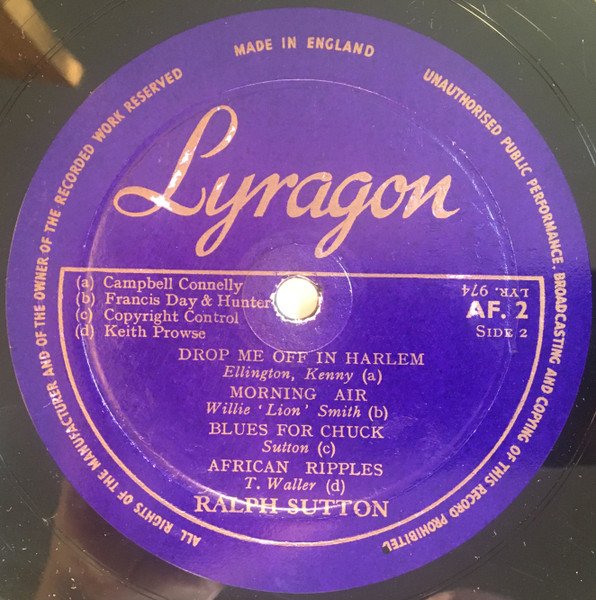 MADE IN ENGLAND
UNAUTHORISED PUBLIC PERFORMANCE, BROADCASTING AND COPYING OF THIS RECORD PROHIBITED
ALL RIGHTS OF THE MANUFACTURER AND OF THE OWNER OF THE RECORDED WORK RESERVED
Lyragon
(a) Campbell Connelly
(b) Francis Day & Hunter
(c) Copyright Control
(d) Keith Prowse
LYR. 974
AF. 2
SIDE 2
DROP ME OFF IN HARLEM
Ellington, Kenny (a)
MORNING AIR
Willie 'Lion' Smith (b)
BLUES FOR CHUCK
Sutton (c)
AFRICAN RIPPLES
T. Waller (d)
RALPH SUTTON